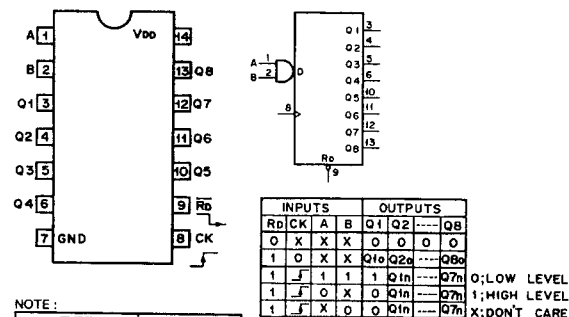 A 1
VDD
14
B 2
13 Q8
Q1 3
12 Q7
Q2 4
11 Q6
Q3 5
10 Q5
Q4 6
9 RD
7 GND
8 CK
NOTE:
A 1
B 2
D
8
Q1 3
Q2 4
Q3 5
Q4 6
Q5 10
Q6 11
Q7 12
Q8 13
RD
9
INPUTS OUTPUTS
RD CK A B Q1 Q2 ---- Q8
0 X X X 0 0 0 0
1 0 X X Q10 Q20 ---- Q80
1 1 1 1 Q1n ---- Q7n 0;LOW LEVEL
1 0 X 0 Q1n ---- Q7n 1;HIGH LEVEL
1 X 0 0 Q1n ---- Q7n X;DON'T CARE